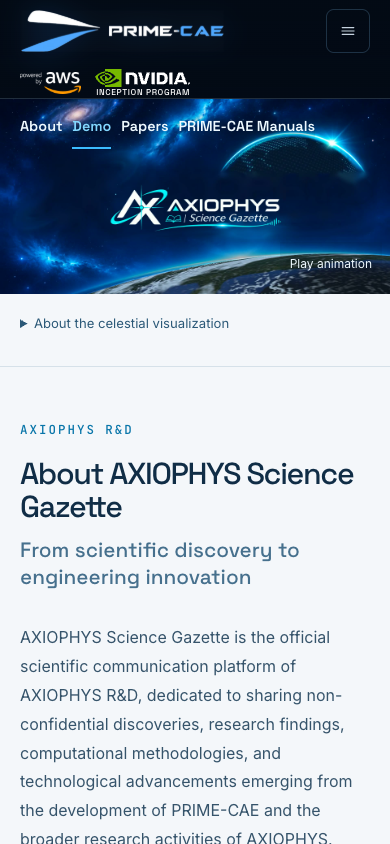 PRIME-CAE
powered by aws
NVIDIA.
INCEPTION PROGRAM
About Demo Papers PRIME-CAE Manuals
AXIOPHYS
Science Gazette
Play animation
About the celestial visualization
AXIOPHYS R&D
About AXIOPHYS Science
Gazette
From scientific discovery to
engineering innovation
AXIOPHYS Science Gazette is the official
scientific communication platform of
AXIOPHYS R&D, dedicated to sharing non-
confidential discoveries, research findings,
computational methodologies, and
technological advancements emerging from
the development of PRIME-CAE and the
broader research activities of AXIOPHYS.